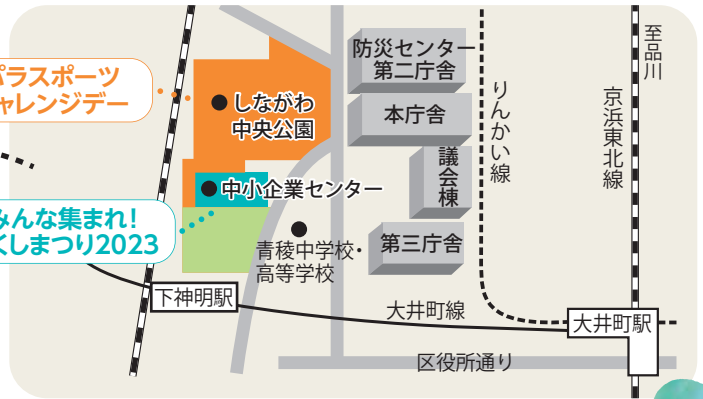 パラスポーツ
チャレンジデー
しながわ
中央公園
中小企業センター
みんな集まれ!
くしまつり2023
青稜中学校・
高等学校
下神明駅
防災センター
第二庁舎
本庁舎
議会棟
第三庁舎
りんかい線
京浜東北線
至品川
大井町線
大井町駅
区役所通り